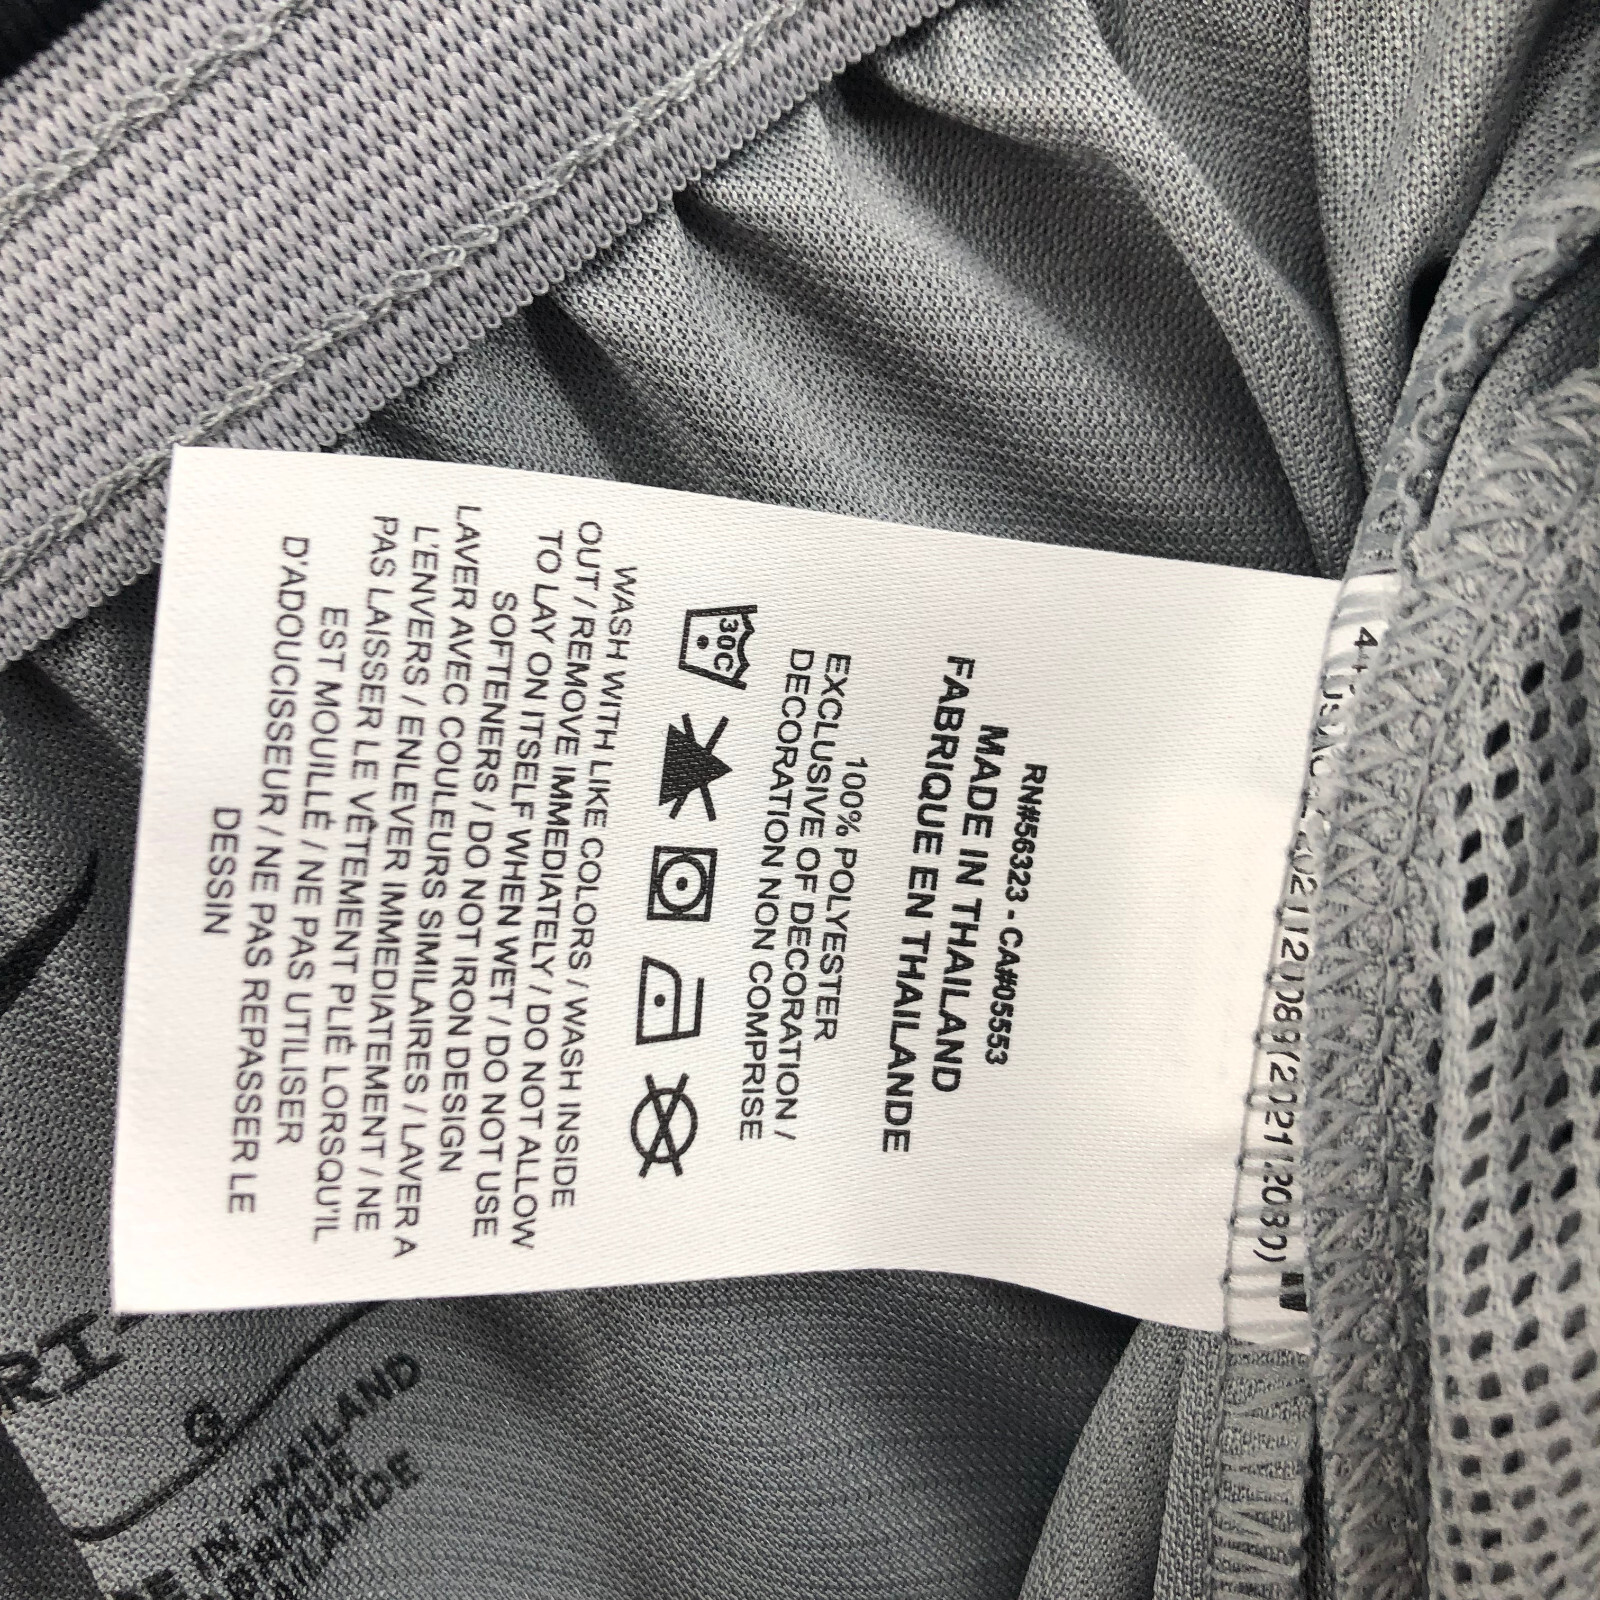 RN#56323 - CA#05553
MADE IN THAILAND
FABRIQUE EN THAILANDE
100% POLYESTER
EXCLUSIVE OF DECORATION /
DECORATION NON COMPRISE
30C
WASH WITH LIKE COLORS / WASH INSIDE
OUT / REMOVE IMMEDIATELY / DO NOT ALLOW
TO LAY ON ITSELF WHEN WET / DO NOT USE
SOFTENERS / DO NOT IRON DESIGN
LAVER AVEC COULEURS SIMILAIRES / LAVER A
L'ENVERS / ENLEVER IMMEDIATEMENT / NE
PAS LAISSER LE VÊTEMENT PLIÉ LORSQU'IL
EST MOUILLÉ / NE PAS UTILISER
D'ADOUCISSEUR / NE PAS REPASSER LE
DESSIN
IN THAILAND